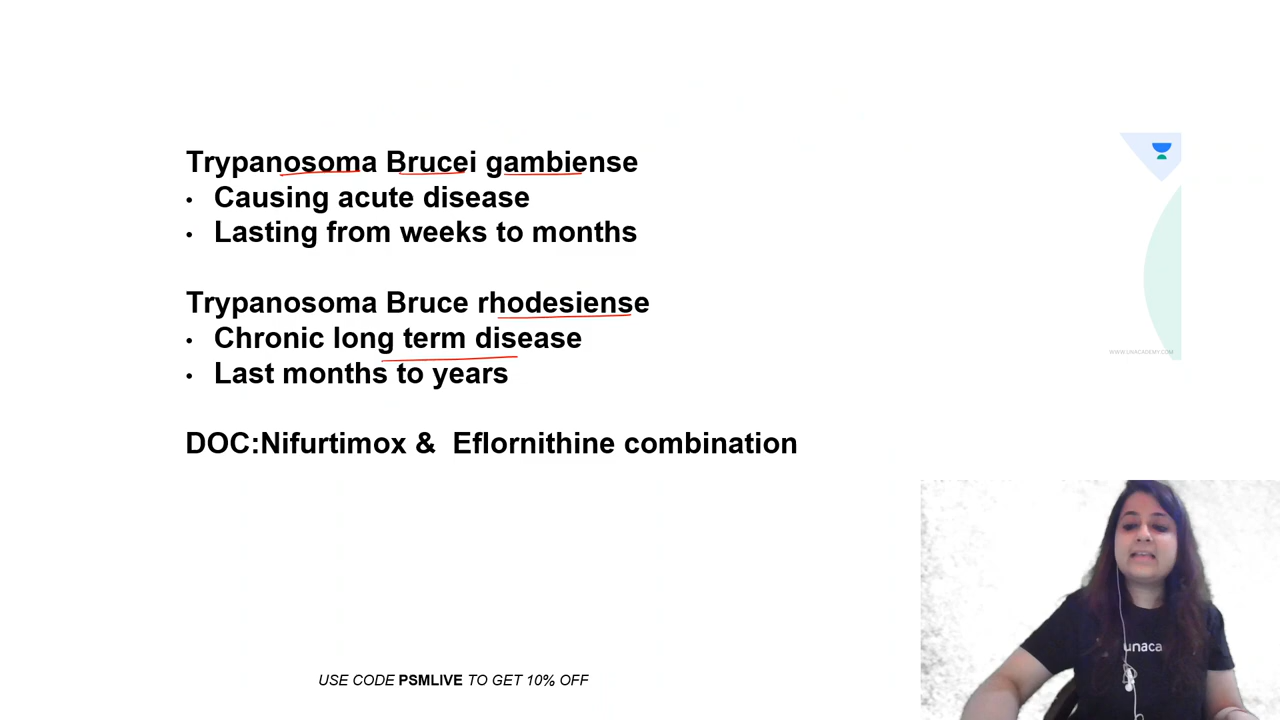 Trypanosoma Brucei gambiense
• Causing acute disease
• Lasting from weeks to months
Trypanosoma Bruce rhodesiense
• Chronic long term disease
• Last months to years
WWW.UNACADEMY.COM
DOC:Nifurtimox & Eflornithine combination
unaca
USE CODE PSMLIVE TO GET 10% OFF